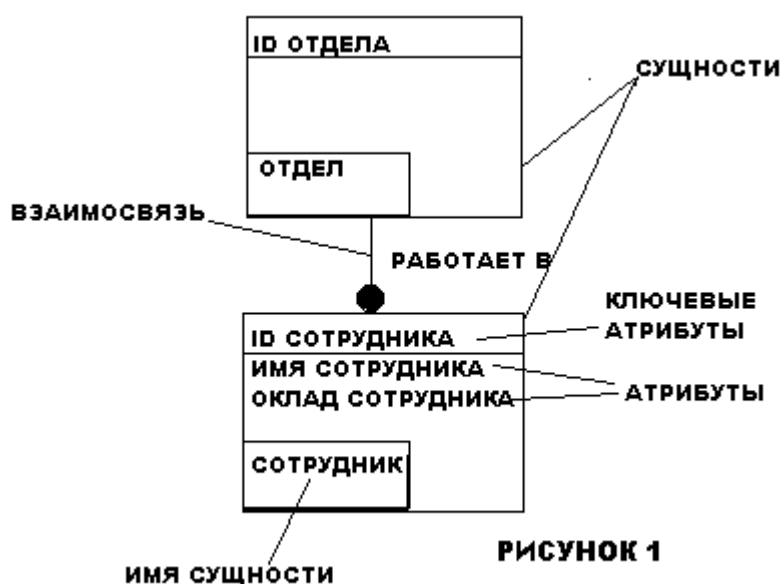 ID ОТДЕЛА
СУЩНОСТИ
ОТДЕЛ
ВЗАИМОСВЯЗЬ
РАБОТАЕТ В
КЛЮЧЕВЫЕ
АТРИБУТЫ
ID СОТРУДНИКА
ИМЯ СОТРУДНИКА
ОКЛАД СОТРУДНИКА
АТРИБУТЫ
СОТРУДНИК
РИСУНОК 1
ИМЯ СУЩНОСТИ